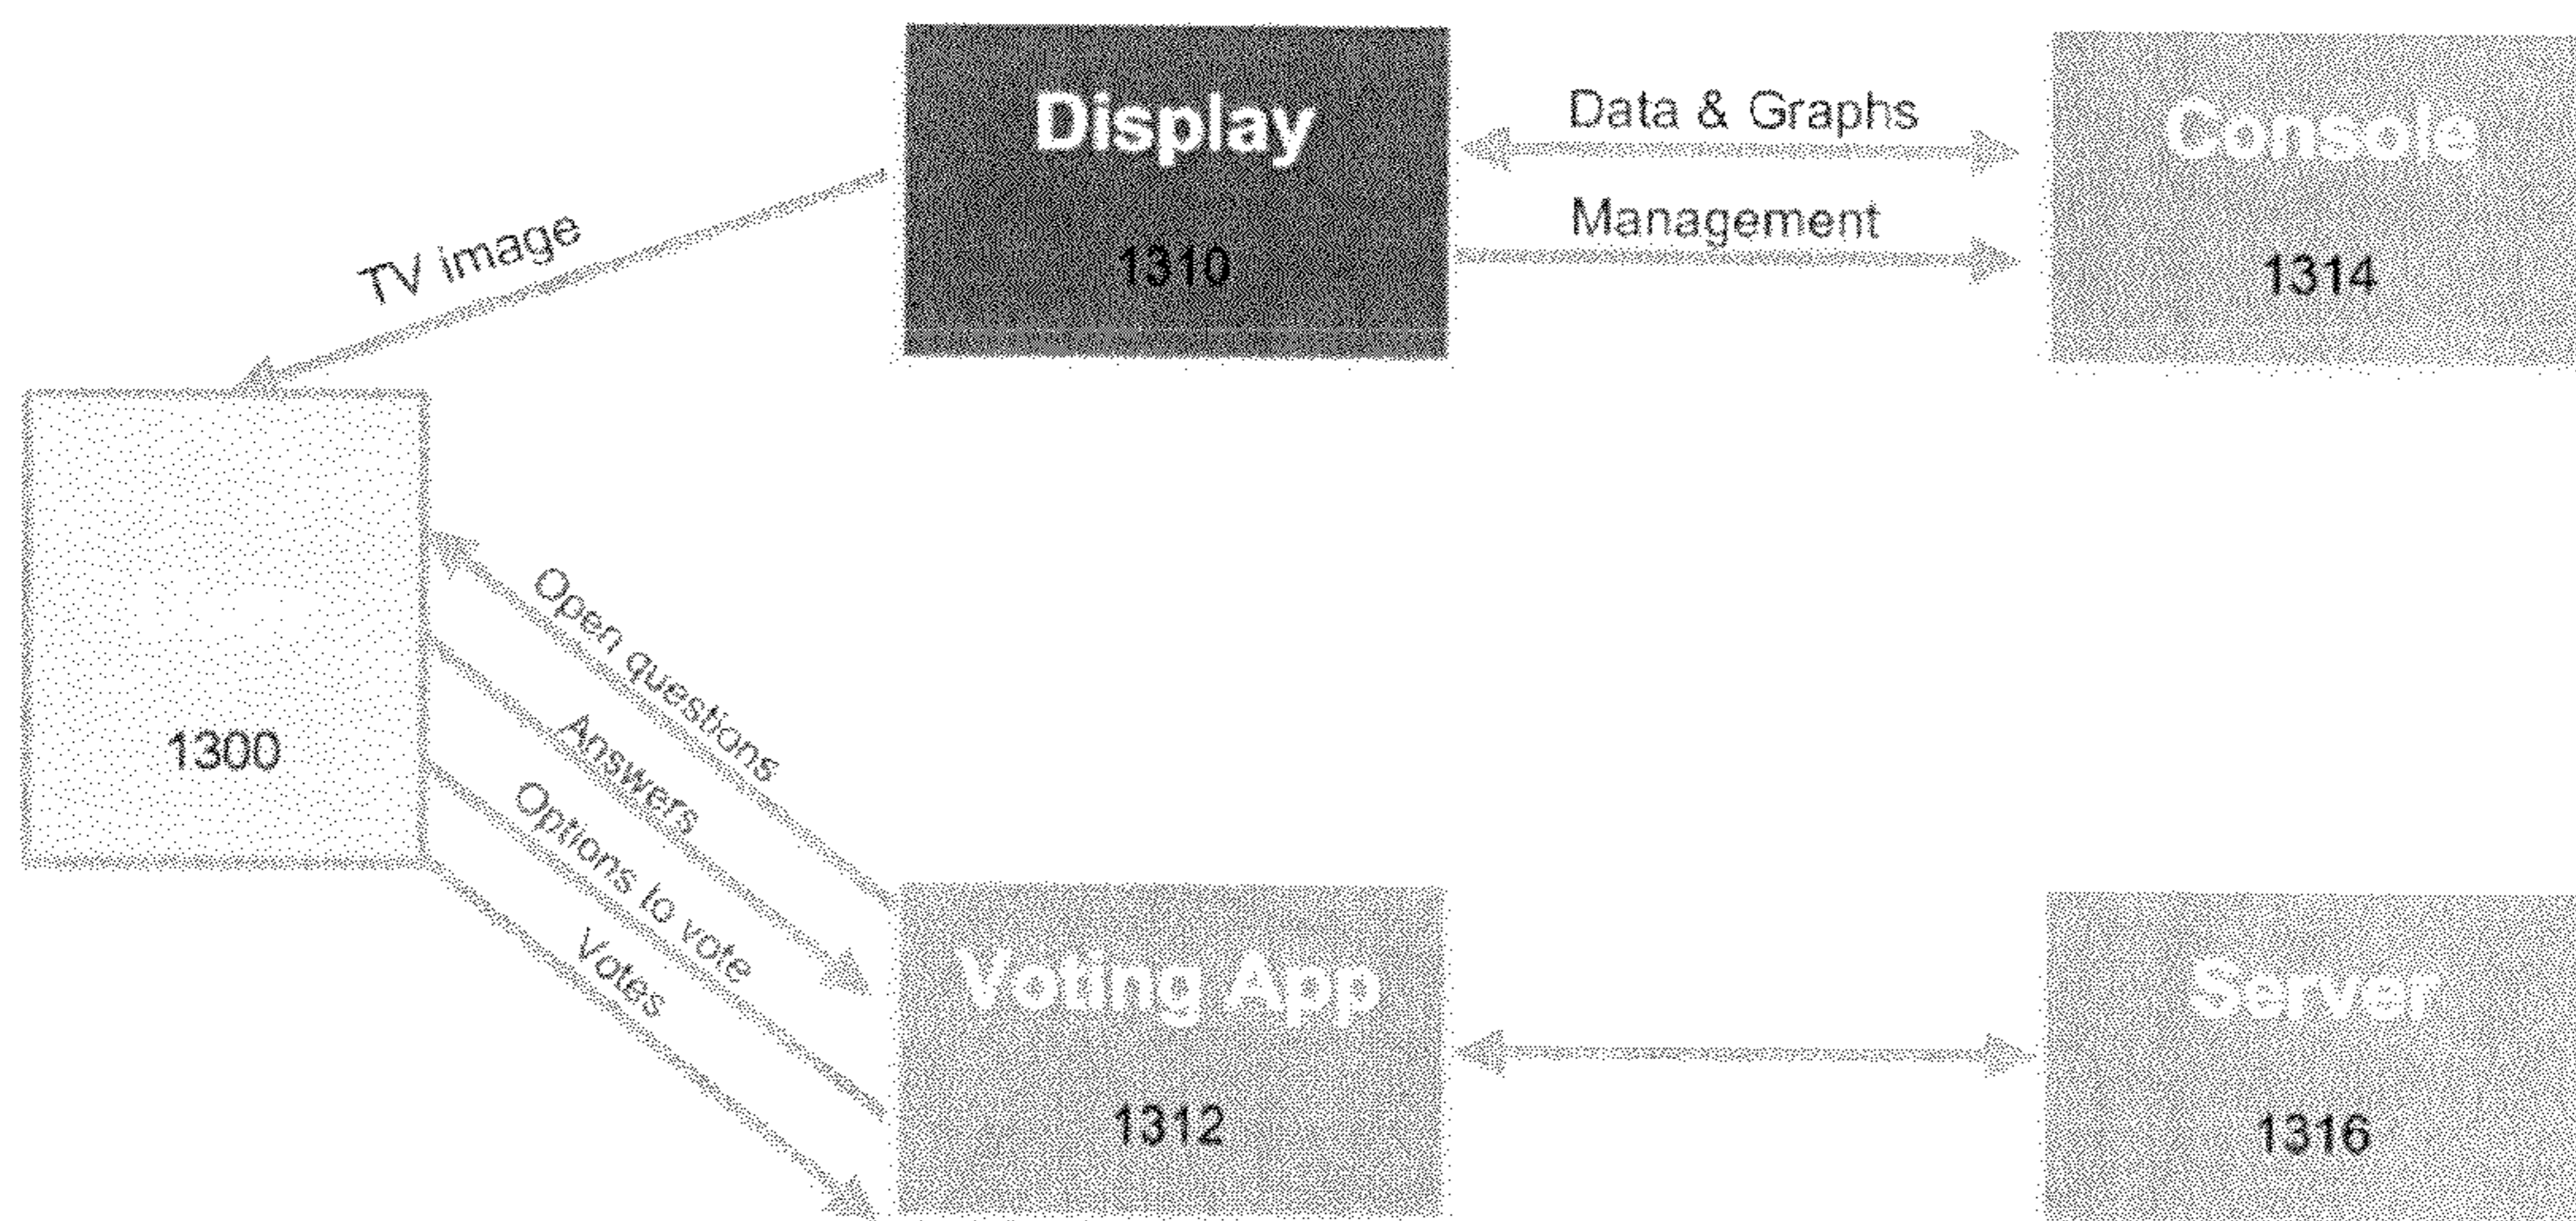 Display
1310
Data & Graphs
Management
Console
1314
TV image
1300
Open questions
Answers
Options to vote
Votes
Voting App
1312
Server
1316